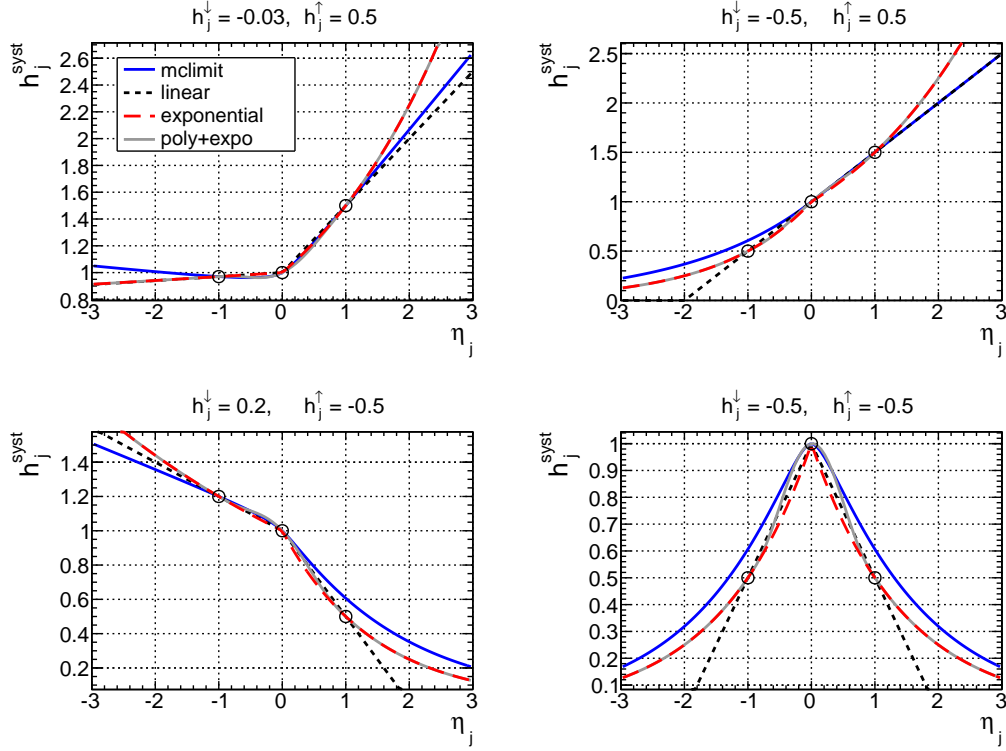 h_j^↓ = -0.03, h_j^↑ = 0.5
h_j^syst
2.6
2.4
2.2
2
1.8
1.6
1.4
1.2
1
0.8
mclimit
linear
exponential
poly+expo
-3 -2 -1 0 1 2 3
η_j
h_j^↓ = -0.5, h_j^↑ = 0.5
h_j^syst
2.5
2
1.5
1
0.5
0
-3 -2 -1 0 1 2 3
η_j
h_j^↓ = 0.2, h_j^↑ = -0.5
h_j^syst
1.4
1.2
1
0.8
0.6
0.4
0.2
-3 -2 -1 0 1 2 3
η_j
h_j^↓ = -0.5, h_j^↑ = -0.5
h_j^syst
1
0.9
0.8
0.7
0.6
0.5
0.4
0.3
0.2
0.1
-3 -2 -1 0 1 2 3
η_j